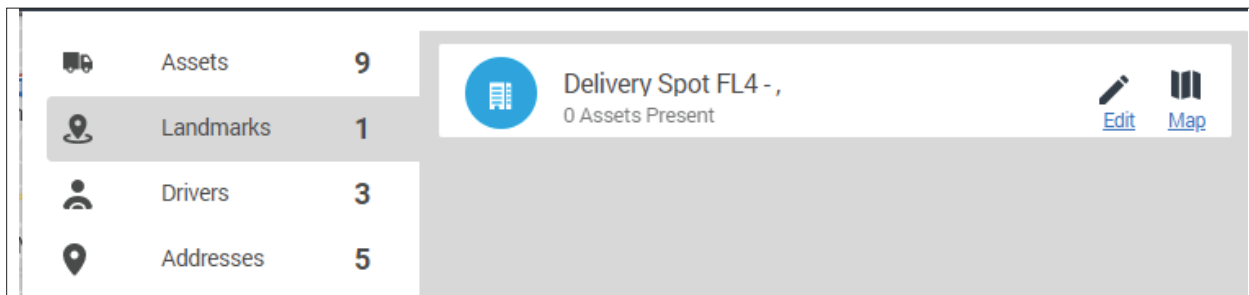 Assets 9
Landmarks 1
Drivers 3
Addresses 5
Delivery Spot FL4 - ,
0 Assets Present
Edit Map